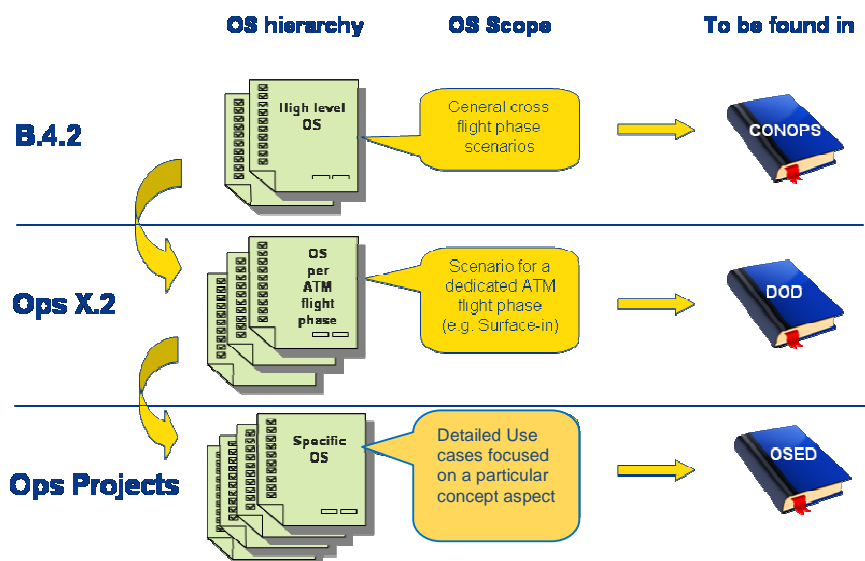 OS hierarchy
OS Scope
To be found in
B.4.2
High level
OS
General cross
flight phase
scenarios
CONOPS
Ops X.2
OS
per
ATM
flight
phase
Scenario for a
dedicated ATM
flight phase
(e.g. Surface-in)
DOD
Ops Projects
Specific
OS
Detailed Use
cases focused
on a particular
concept aspect
OSED